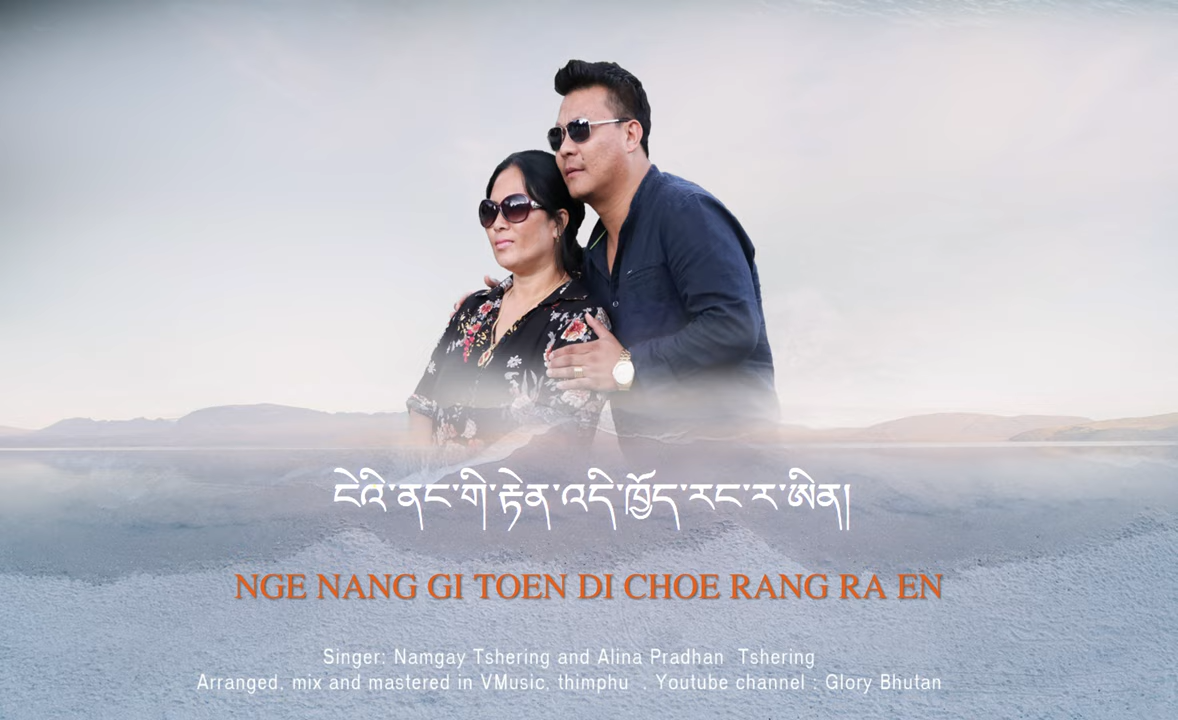 ངེའི་ནང་གི་རྟེན་འདི་ཁྱོད་རང་ར་ཨིན།
NGE NANG GI TOEN DI CHOE RANG RA EN
Singer: Namgay Tshering and Alina Pradhan Tshering
Arranged, mix and mastered in VMusic, thimphu . Youtube channel : Glory Bhutan